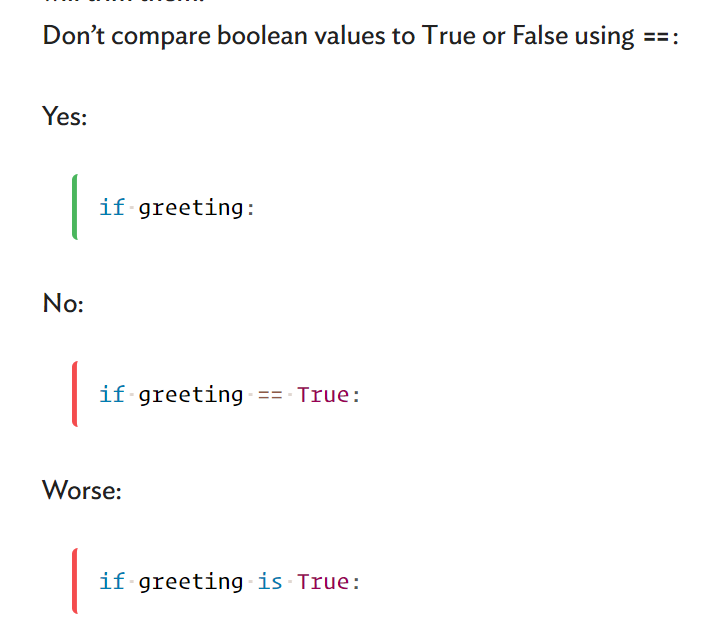 Don’t compare boolean values to True or False using ==:
Yes:
if greeting:
No:
if greeting == True:
Worse:
if greeting is True: